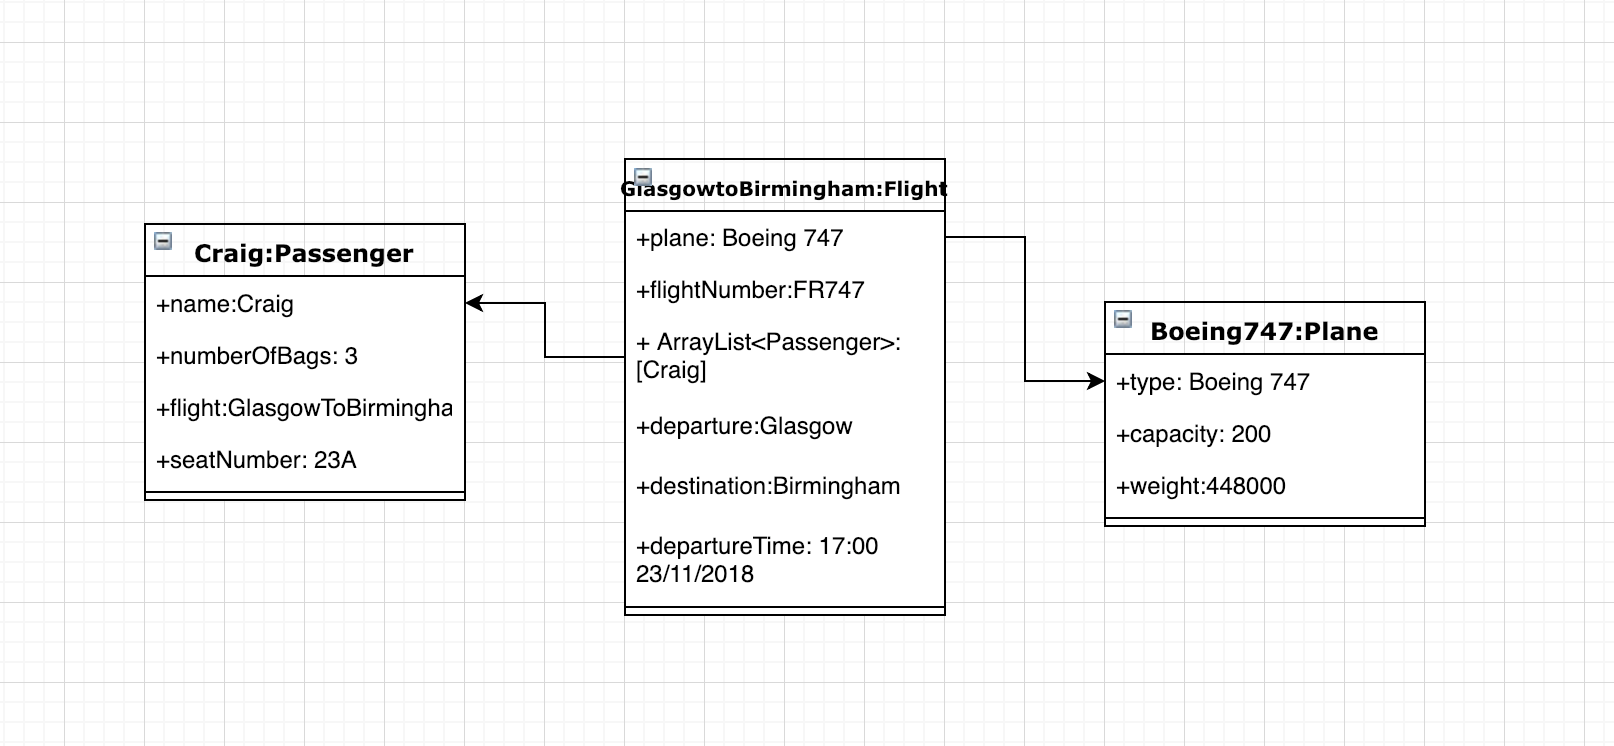 Craig:Passenger
+name:Craig
+numberOfBags: 3
+flight:GlasgowToBirmingha
+seatNumber: 23A
GlasgowtoBirmingham:Flight
+plane: Boeing 747
+flightNumber:FR747
+ ArrayList<Passenger>:
[Craig]
+departure:Glasgow
+destination:Birmingham
+departureTime: 17:00
23/11/2018
Boeing747:Plane
+type: Boeing 747
+capacity: 200
+weight:448000